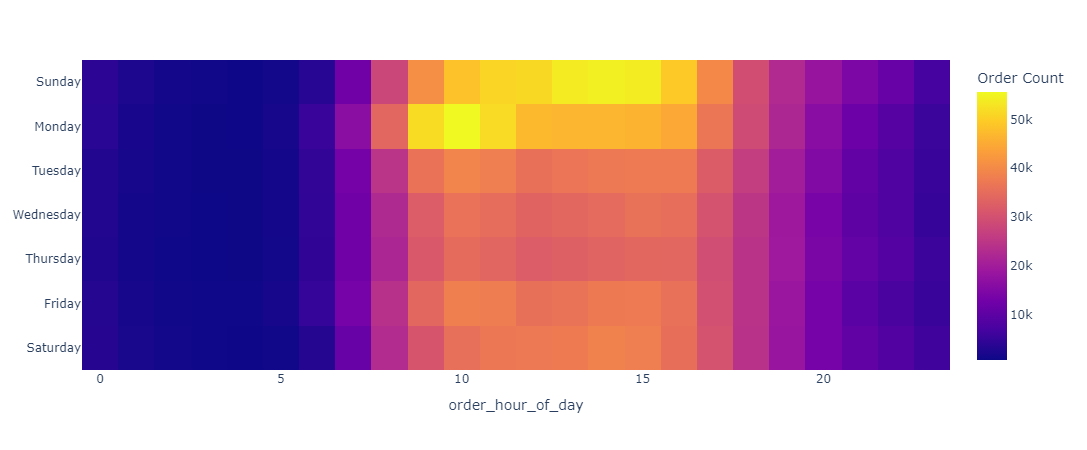 Order Count
Sunday
Monday
Tuesday
Wednesday
Thursday
Friday
Saturday
50k
40k
30k
20k
10k
0 5 10 15 20
order_hour_of_day